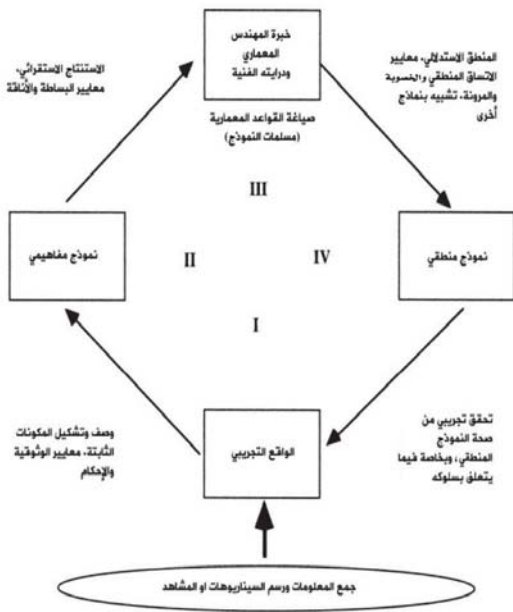 خبرة المهندس
المعماري
ودرايته الفنية
صياغة القواعد المعمارية
(مسلمات النموذج)
III
المنطق الاستدلالي، معايير
الاتساق المنطقي والخصوبة
والمرونة، تشبيه بنماذج
أخرى
الاستنتاج الاستقرائي،
معايير البساطة والأناقة
نموذج منطقي
IV
II
نموذج مفاهيمي
I
تحقق تجريبي من
صحة النموذج
المنطقي، وبخاصة فيما
يتعلق بسلوكه
الواقع التجريبي
وصف وتشكيل المكونات
الثابتة، معايير الوثوقية
والإحكام
جمع المعلومات ورسم السيناريوهات او المشاهد